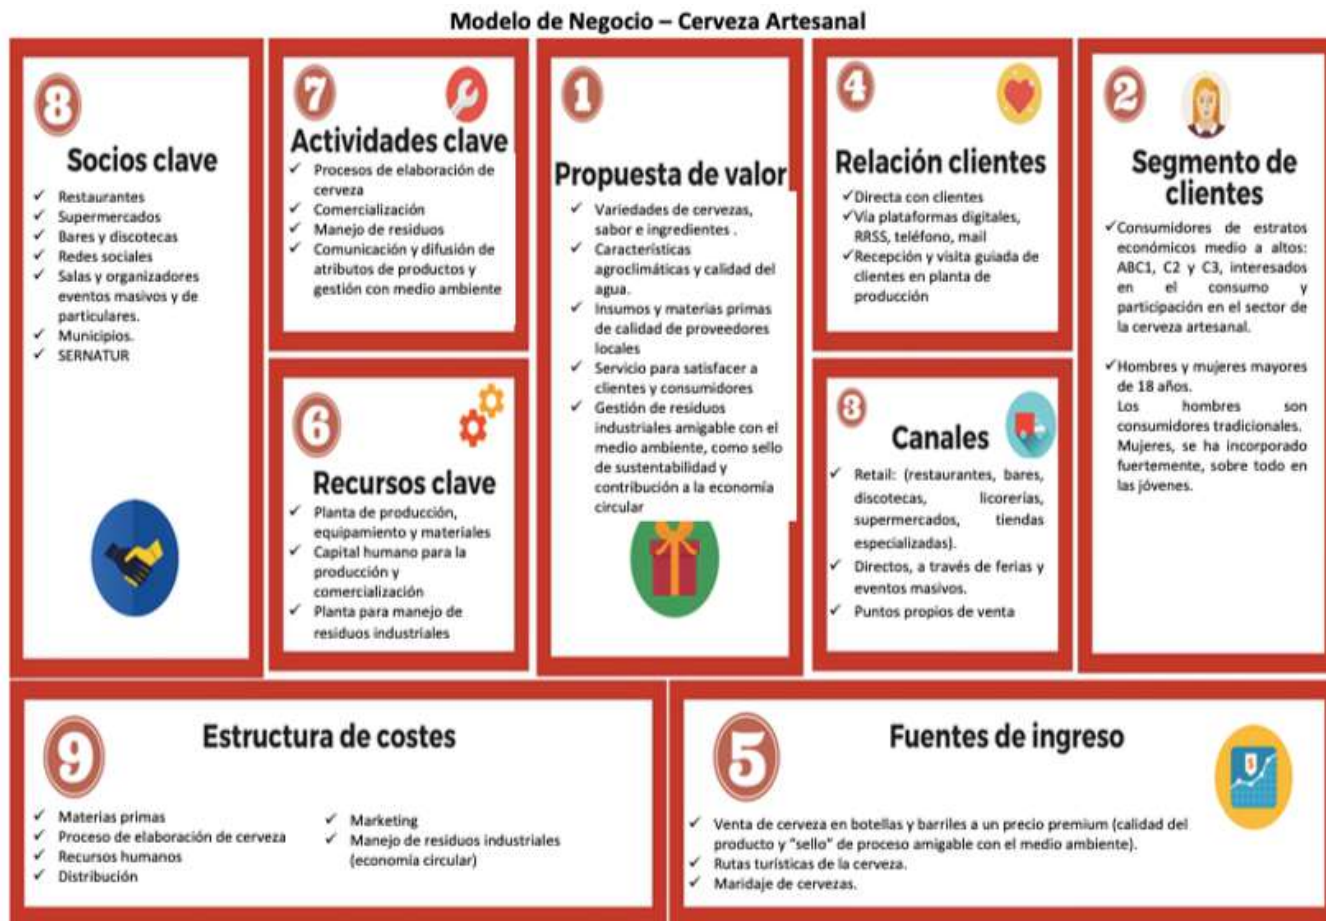 Modelo de Negocio – Cerveza Artesanal
8
Socios clave
✓ Restaurantes
✓ Supermercados
✓ Bares y discotecas
✓ Redes sociales
✓ Salas y organizadores
eventos masivos y de
particulares.
✓ Municipios.
✓ SERNATUR
7
Actividades clave
✓ Procesos de elaboración de
cerveza
✓ Comercialización
✓ Manejo de residuos
✓ Comunicación y difusión de
atributos de productos y
gestión con medio ambiente
6
Recursos clave
✓ Planta de producción,
equipamiento y materiales
✓ Capital humano para la
producción y
comercialización
✓ Planta para manejo de
residuos industriales
1
Propuesta de valor
✓ Variedades de cervezas,
sabor e ingredientes .
✓ Características
agroclimáticas y calidad del
agua.
✓ Insumos y materias primas
de calidad de proveedores
locales
✓ Servicio para satisfacer a
clientes y consumidores
✓ Gestión de residuos
industriales amigable con el
medio ambiente, como sello
de sustentabilidad y
contribución a la economía
circular
4
Relación clientes
✓Directa con clientes
✓Vía plataformas digitales,
RRSS, teléfono, mail
✓Recepción y visita guiada de
clientes en planta de
producción
3
Canales
✓ Retail: (restaurantes, bares,
discotecas, licorerías,
supermercados, tiendas
especializadas).
✓ Directos, a través de ferias y
eventos masivos.
✓ Puntos propios de venta
2
Segmento de
clientes
✓Consumidores de estratos
económicos medio a altos:
ABC1, C2 y C3, interesados
en el consumo y
participación en el sector de
la cerveza artesanal.
✓Hombres y mujeres mayores
de 18 años.
Los hombres son
consumidores tradicionales.
Mujeres, se ha incorporado
fuertemente, sobre todo en
las jóvenes.
9
Estructura de costes
✓ Materias primas
✓ Proceso de elaboración de cerveza
✓ Recursos humanos
✓ Distribución
✓ Marketing
✓ Manejo de residuos industriales
(economía circular)
5
Fuentes de ingreso
$
✓ Venta de cerveza en botellas y barriles a un precio premium (calidad del
producto y "sello" de proceso amigable con el medio ambiente).
✓ Rutas turísticas de la cerveza.
✓ Maridaje de cervezas.